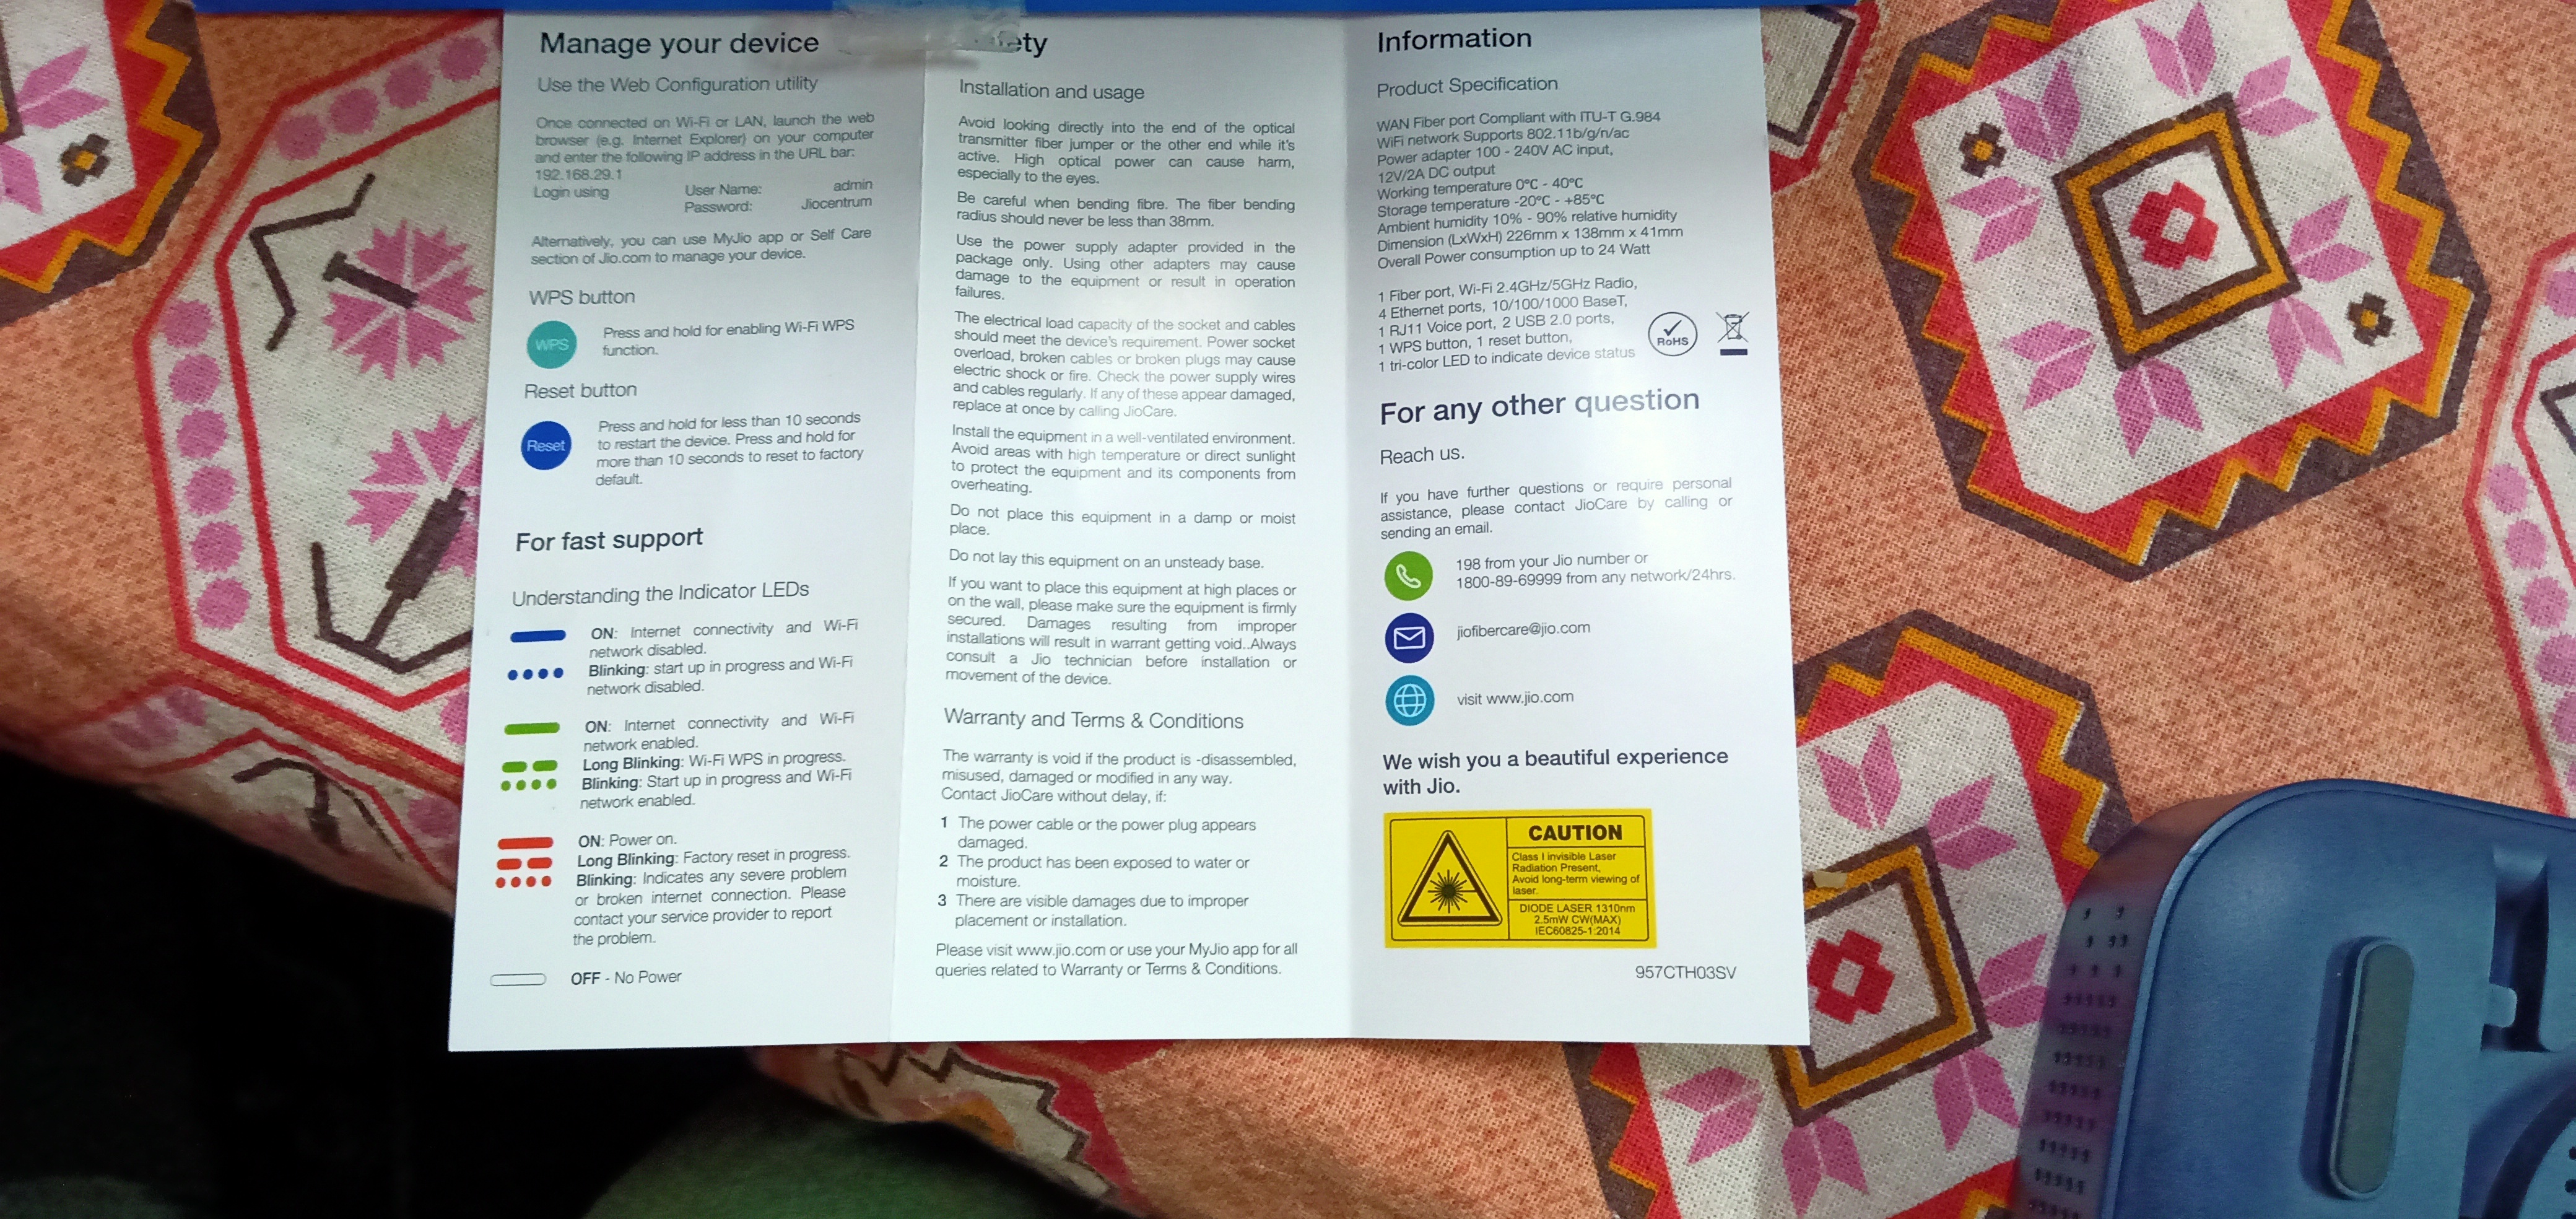 Manage your device
Use the Web Configuration utility
Once connected on Wi-Fi or LAN, launch the web
browser (e.g. Internet Explorer) on your computer
and enter the following IP address in the URL bar:
192.168.29.1
Login using User Name: admin
Password: Jiocentrum
Alternatively, you can use MyJio app or Self Care
section of Jio.com to manage your device.
WPS button
WPS
Press and hold for enabling Wi-Fi WPS
function.
Reset button
Reset
Press and hold for less than 10 seconds
to restart the device. Press and hold for
more than 10 seconds to reset to factory
default.
For fast support
Understanding the Indicator LEDs
ON: Internet connectivity and Wi-Fi
network disabled.
Blinking: start up in progress and Wi-Fi
network disabled.
ON: Internet connectivity and Wi-Fi
network enabled.
Long Blinking: Wi-Fi WPS in progress.
Blinking: Start up in progress and Wi-Fi
network enabled.
ON: Power on.
Long Blinking: Factory reset in progress.
Blinking: Indicates any severe problem
or broken internet connection. Please
contact your service provider to report
the problem.
OFF - No Power
ety
Installation and usage
Avoid looking directly into the end of the optical
transmitter fiber jumper or the other end while it's
active. High optical power can cause harm,
especially to the eyes.
Be careful when bending fibre. The fiber bending
radius should never be less than 38mm.
Use the power supply adapter provided in the
package only. Using other adapters may cause
damage to the equipment or result in operation
failures.
The electrical load capacity of the socket and cables
should meet the device's requirement. Power socket
overload, broken cables or broken plugs may cause
electric shock or fire. Check the power supply wires
and cables regularly. If any of these appear damaged,
replace at once by calling JioCare.
Install the equipment in a well-ventilated environment.
Avoid areas with high temperature or direct sunlight
to protect the equipment and its components from
overheating.
Do not place this equipment in a damp or moist
place.
Do not lay this equipment on an unsteady base.
If you want to place this equipment at high places or
on the wall, please make sure the equipment is firmly
secured. Damages resulting from improper
installations will result in warrant getting void..Always
consult a Jio technician before installation or
movement of the device.
Warranty and Terms & Conditions
The warranty is void if the product is -disassembled,
misused, damaged or modified in any way.
Contact JioCare without delay, if:
1 The power cable or the power plug appears
damaged.
2 The product has been exposed to water or
moisture.
3 There are visible damages due to improper
placement or installation.
Please visit www.jio.com or use your MyJio app for all
queries related to Warranty or Terms & Conditions.
Information
Product Specification
WAN Fiber port Compliant with ITU-T G.984
WiFi network Supports 802.11b/g/n/ac
Power adapter 100 - 240V AC input,
12V/2A DC output
Working temperature 0°C - 40°C
Storage temperature -20°C - +85°C
Ambient humidity 10% - 90% relative humidity
Dimension (LxWxH) 226mm x 138mm x 41mm
Overall Power consumption up to 24 Watt
1 Fiber port, Wi-Fi 2.4GHz/5GHz Radio,
4 Ethernet ports, 10/100/1000 BaseT,
1 RJ11 Voice port, 2 USB 2.0 ports,
1 WPS button, 1 reset button,
1 tri-color LED to indicate device status
RoHS
For any other question
Reach us.
If you have further questions or require personal
assistance, please contact JioCare by calling or
sending an email.
198 from your Jio number or
1800-89-69999 from any network/24hrs.
jiofibercare@jio.com
visit www.jio.com
We wish you a beautiful experience
with Jio.
CAUTION
Class I invisible Laser
Radiation Present,
Avoid long-term viewing of
laser.
DIODE LASER 1310nm
2.5mW CW(MAX)
IEC60825-1:2014
957CTH03SV